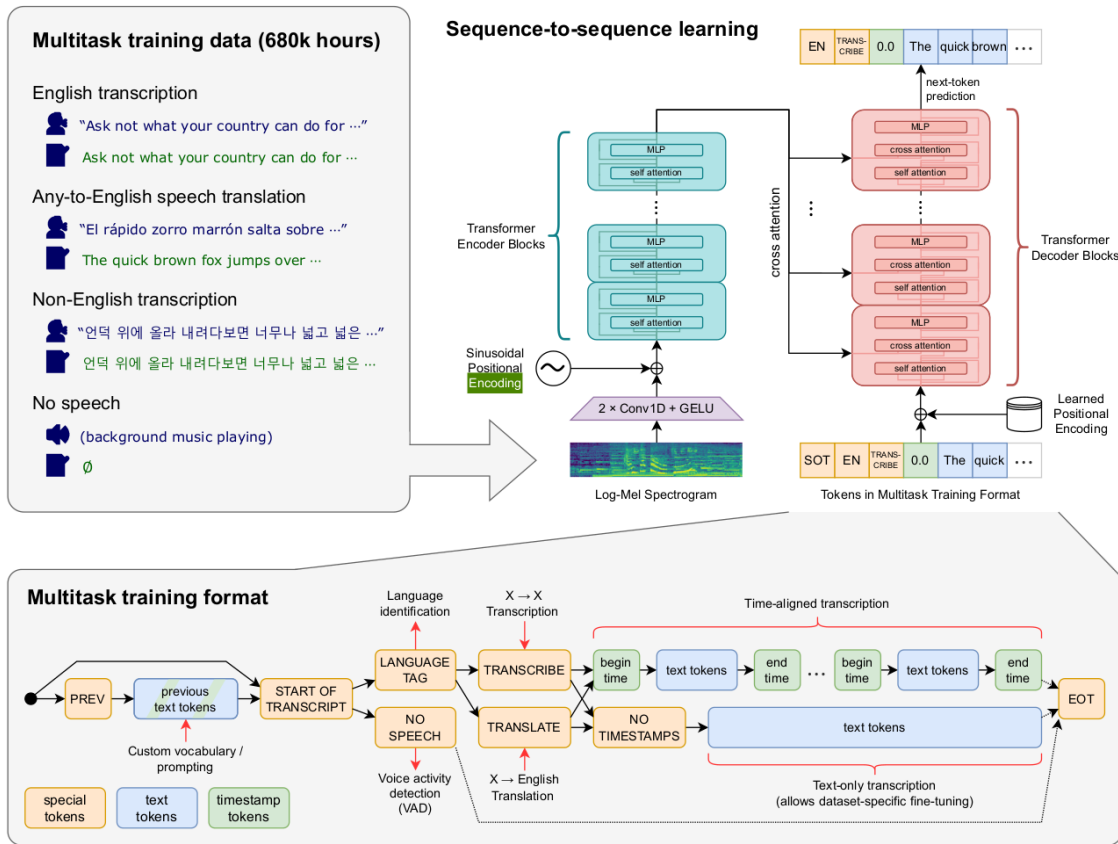 Multitask training data (680k hours)
English transcription
“Ask not what your country can do for ⋯”
Ask not what your country can do for ⋯
Any-to-English speech translation
“El rápido zorro marrón salta sobre ⋯”
The quick brown fox jumps over ⋯
Non-English transcription
“언덕 위에 올라 내려다보면 너무나 넓고 넓은 ⋯”
언덕 위에 올라 내려다보면 너무나 넓고 넓은 ⋯
No speech
(background music playing)
Ø
Sequence-to-sequence learning
EN
TRANS-
CRIBE
0.0
The
quick
brown
⋯
next-token
prediction
MLP
self attention
⋯
MLP
self attention
MLP
self attention
Transformer
Encoder Blocks
cross attention
MLP
cross attention
self attention
⋯
⋯
MLP
cross attention
self attention
MLP
cross attention
self attention
Transformer
Decoder Blocks
Sinusoidal
Positional
Encoding
~
2 × Conv1D + GELU
Log-Mel Spectrogram
Learned
Positional
Encoding
SOT
EN
TRANS-
CRIBE
0.0
The
quick
⋯
Tokens in Multitask Training Format
Multitask training format
PREV
previous
text tokens
Custom vocabulary /
prompting
START OF
TRANSCRIPT
Language
identification
LANGUAGE
TAG
NO
SPEECH
Voice activity
detection
(VAD)
X → X
Transcription
TRANSCRIBE
TRANSLATE
X → English
Translation
Time-aligned transcription
begin
time
text tokens
end
time
⋯
begin
time
text tokens
end
time
NO
TIMESTAMPS
text tokens
Text-only transcription
(allows dataset-specific fine-tuning)
EOT
special
tokens
text
tokens
timestamp
tokens